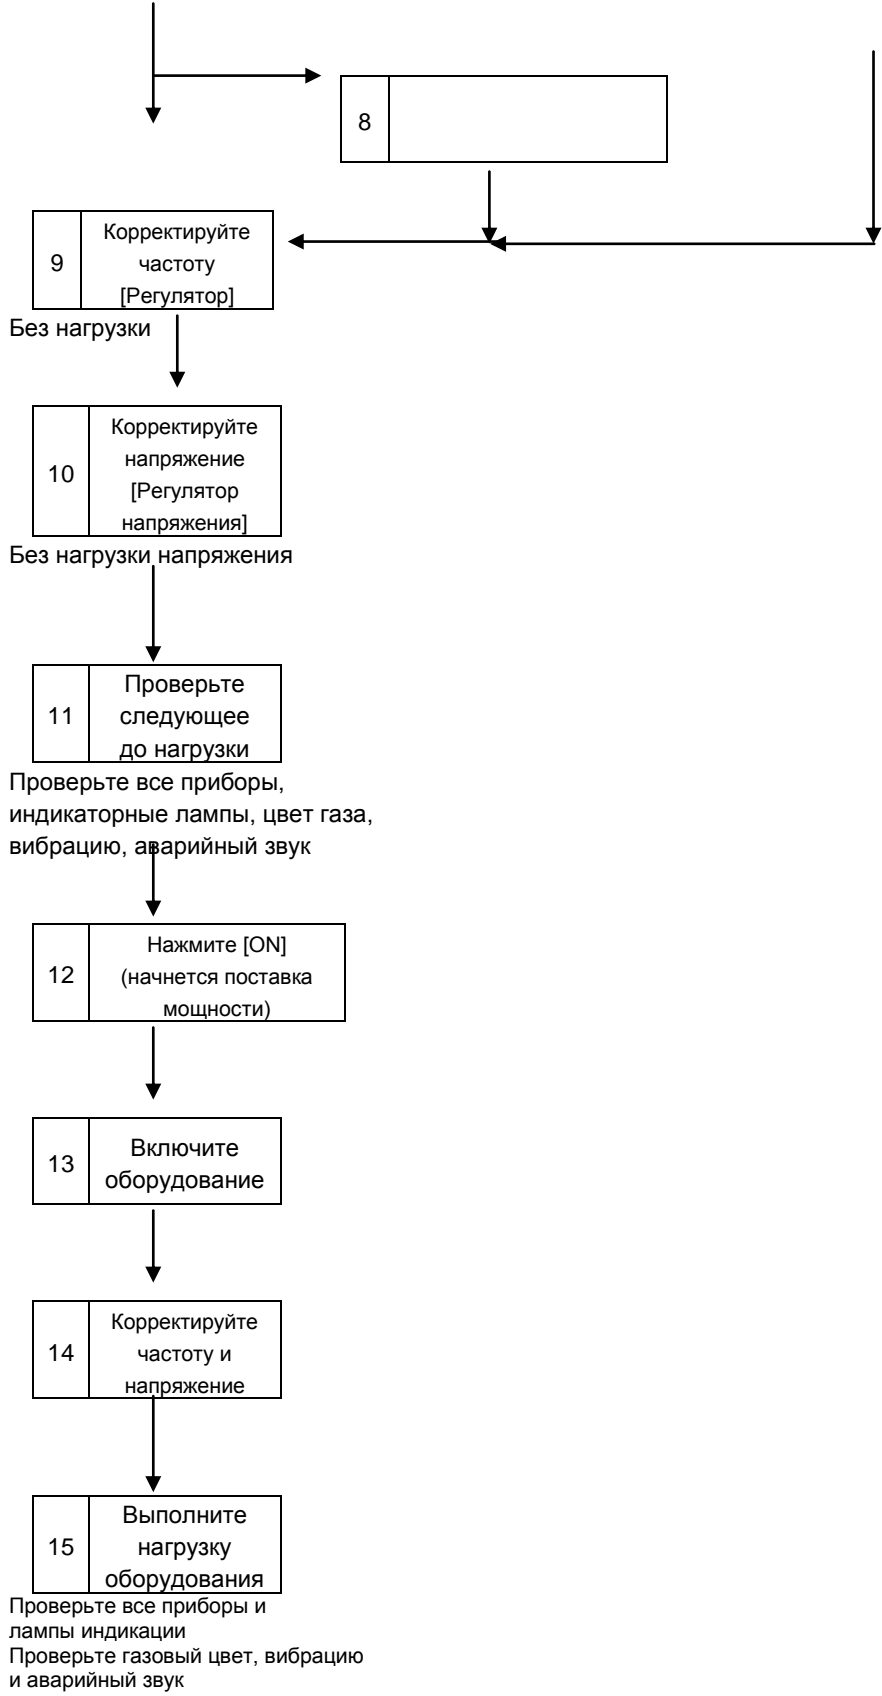 8
9
Корректируйте
частоту
[Регулятор]
Без нагрузки
10
Корректируйте
напряжение
[Регулятор
напряжения]
Без нагрузки напряжения
11
Проверьте
следующее
до нагрузки
Проверьте все приборы,
индикаторные лампы, цвет газа,
вибрацию, аварийный звук
12
Нажмите [ON]
(начнется поставка
мощности)
13
Включите
оборудование
14
Корректируйте
частоту и
напряжение
15
Выполните
нагрузку
оборудования
Проверьте все приборы и
лампы индикации
Проверьте газовый цвет, вибрацию
и аварийный звук